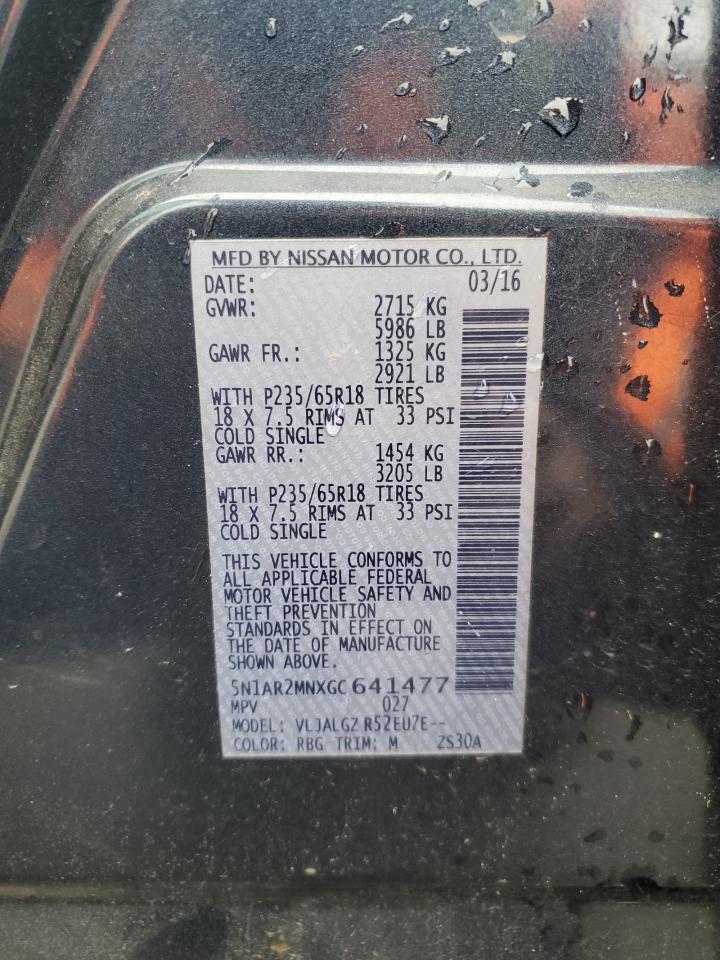 MFD BY NISSAN MOTOR CO., LTD.
DATE: 03/16
GVWR: 2715 KG
5986 LB
GAWR FR.: 1325 KG
2921 LB
WITH P235/65R18 TIRES
18 X 7.5 RIMS AT 33 PSI
COLD SINGLE
GAWR RR.: 1454 KG
3205 LB
WITH P235/65R18 TIRES
18 X 7.5 RIMS AT 33 PSI
COLD SINGLE
THIS VEHICLE CONFORMS TO
ALL APPLICABLE FEDERAL
MOTOR VEHICLE SAFETY AND
THEFT PREVENTION
STANDARDS IN EFFECT ON
THE DATE OF MANUFACTURE
SHOWN ABOVE.
5N1AR2MNXGC641477
MPV 027
MODEL: VLJALGZ R52EU7E--
COLOR: RBG TRIM: M 2S30A